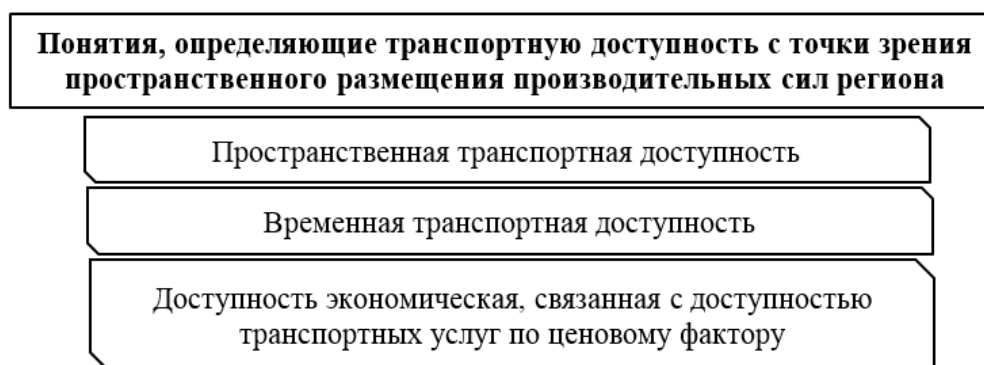 Понятия, определяющие транспортную доступность с точки зрения
пространственного размещения производительных сил региона
Пространственная транспортная доступность
Временная транспортная доступность
Доступность экономическая, связанная с доступностью
транспортных услуг по ценовому фактору